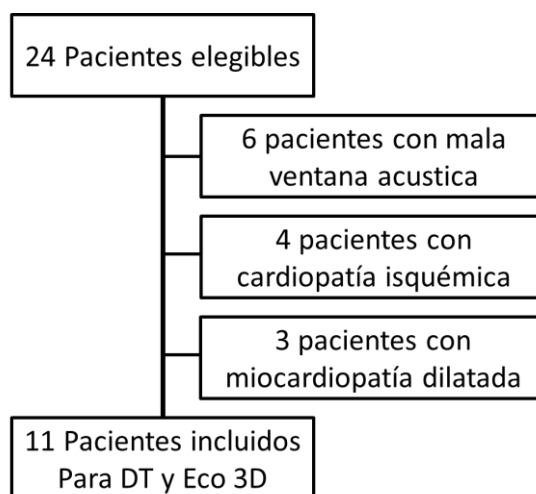 24 Pacientes elegibles
6 pacientes con mala
ventana acustica
4 pacientes con
cardiopatía isquémica
3 pacientes con
miocardiopatía dilatada
11 Pacientes incluidos
Para DT y Eco 3D